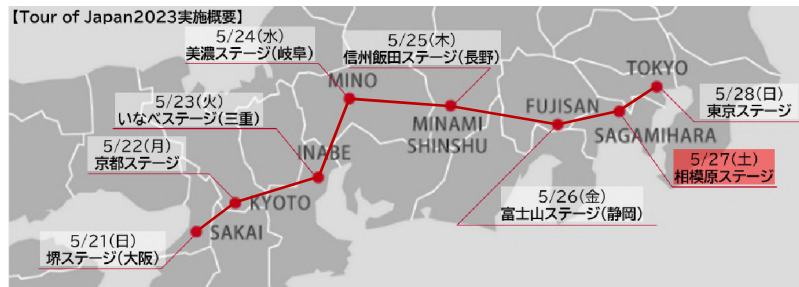 【Tour of Japan2023実施概要】
5/24(水)
美濃ステージ(岐阜)
5/25(木)
信州飯田ステージ(長野)
MINO
TOKYO
5/28(日)
東京ステージ
5/23(火)
いなべステージ(三重)
FUJISAN
MINAMI
SHINSHU
SAGAMIHARA
5/22(月)
京都ステージ
INABE
5/27(土)
相模原ステージ
5/26(金)
富士山ステージ(静岡)
KYOTO
SAKAI
5/21(日)
堺ステージ(大阪)